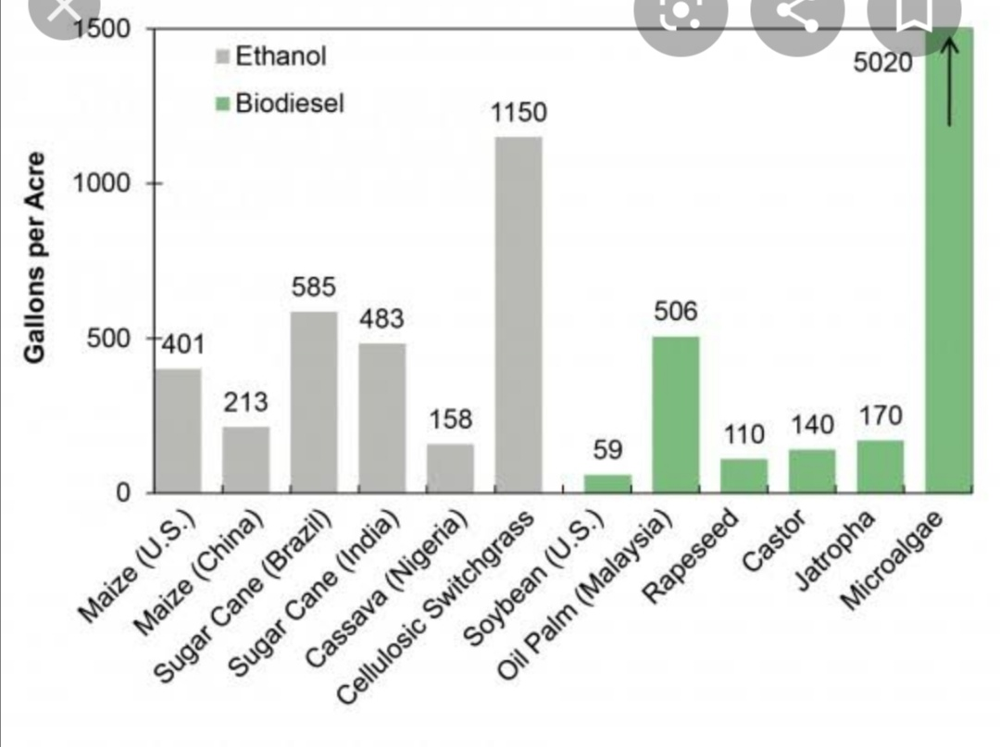 1500
Ethanol
5020
Biodiesel
1150
1000
Gallons per Acre
585
506
483
500
401
213
158
170
140
110
59
0
Maize (U.S.)
Maize (China)
Sugar Cane (Brazil)
Sugar Cane (India)
Cassava (Nigeria)
Cellulosic Switchgrass
Soybean (U.S.)
Oil Palm (Malaysia)
Rapeseed
Castor
Jatropha
Microalgae